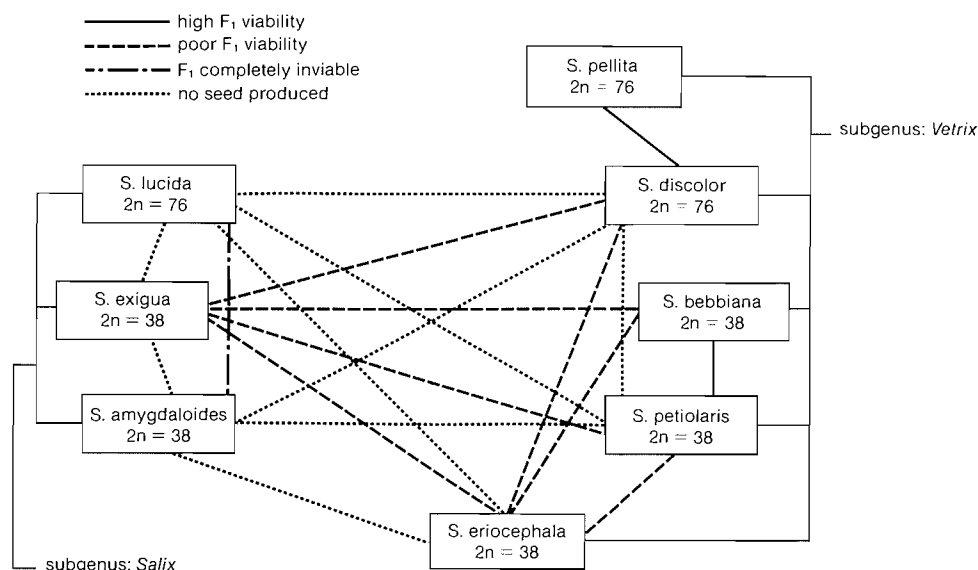 high F₁ viability
poor F₁ viability
F₁ completely inviable
no seed produced
S. pellita
2n = 76
subgenus: Vetrix
S. lucida
2n = 76
S. discolor
2n = 76
S. exigua
2n = 38
S. bebbiana
2n = 38
S. amygdaloides
2n = 38
S. petiolaris
2n = 38
S. eriocephala
2n = 38
subgenus: Salix